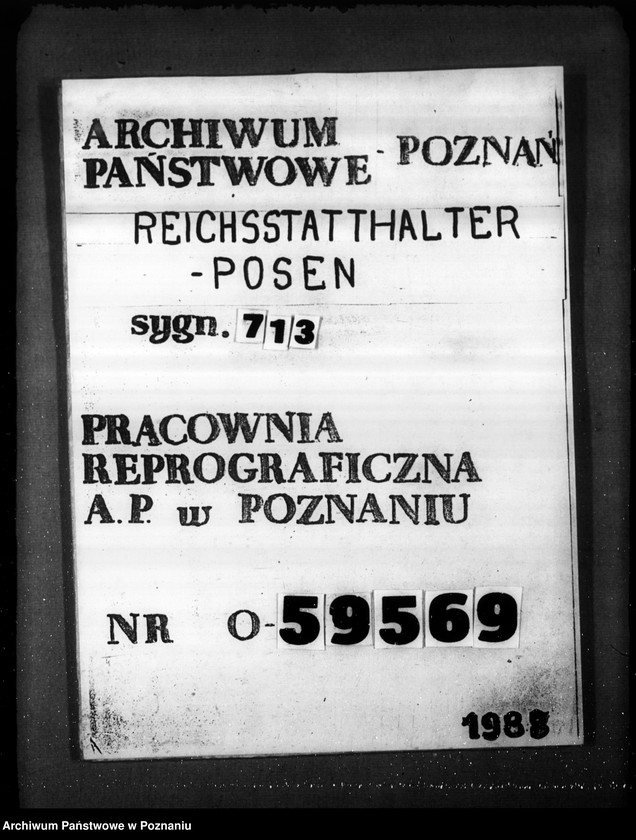 ARCHIWUM
PAŃSTWOWE - POZNAŃ
REICHSSTATTHALTER
-POSEN
sygn. 713
PRACOWNIA
REPROGRAFICZNA
A.P. w POZNANIU
NR O-59569
1988
Archiwum Państwowe w Poznaniu